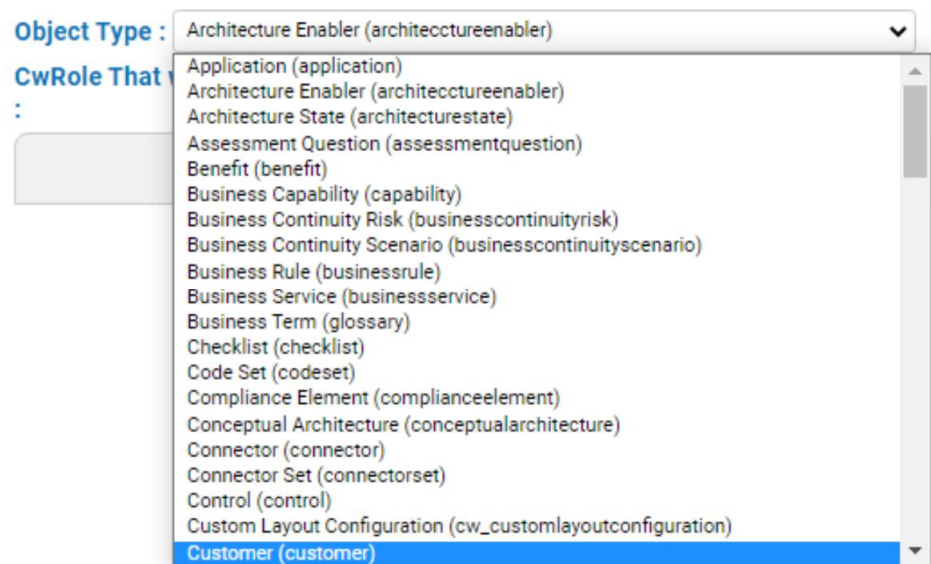 Object Type : Architecture Enabler (architecctureenabler)
CwRole That
:
Application (application)
Architecture Enabler (architecctureenabler)
Architecture State (architecturestate)
Assessment Question (assessmentquestion)
Benefit (benefit)
Business Capability (capability)
Business Continuity Risk (businesscontinuityrisk)
Business Continuity Scenario (businesscontinuityscenario)
Business Rule (businessrule)
Business Service (businessservice)
Business Term (glossary)
Checklist (checklist)
Code Set (codeset)
Compliance Element (complianceelement)
Conceptual Architecture (conceptualarchitecture)
Connector (connector)
Connector Set (connectorset)
Control (control)
Custom Layout Configuration (cw_customlayoutconfiguration)
Customer (customer)